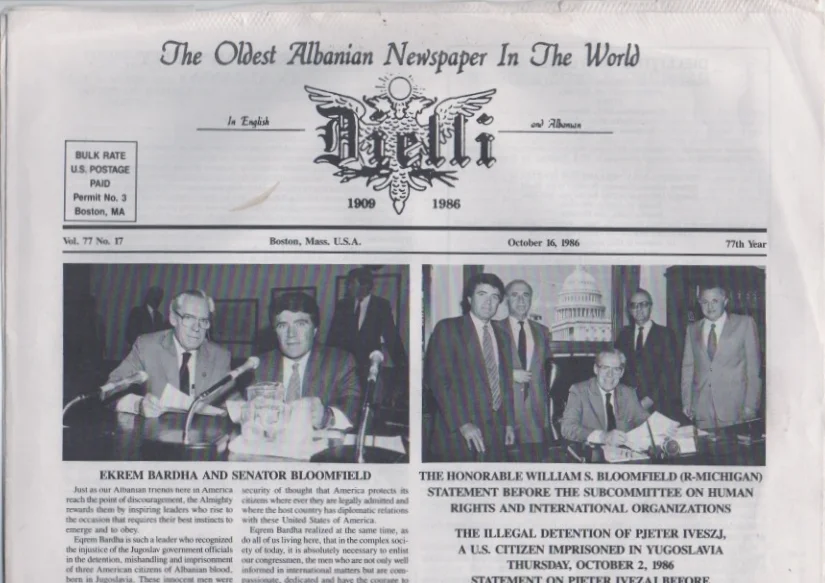 The Oldest Albanian Newspaper In The World
In English
Dielli
and Albanian
1909 1986
BULK RATE
U.S. POSTAGE
PAID
Permit No. 3
Boston, MA
Vol. 77 No. 17 Boston, Mass. U.S.A. October 16, 1986 77th Year
EKREM BARDHA AND SENATOR BLOOMFIELD
Just as our Albanian friends here in America
reach the point of discouragement, the Almighty
rewards them by inspiring leaders who rise to
the occasion that requires their best instincts to
emerge and to obey.
Eqrem Bardha is such a leader who recognized
the injustice of the Jugoslav government officials
in the detention, mishandling and imprisonment
of three American citizens of Albanian blood,
born in Jugoslavia. These innocent men were
security of thought that America protects its
citizens where ever they are legally admitted and
where the host country has diplomatic relations
with these United States of America.
Eqrem Bardha realized at the same time, as
do all of us living here, that in the complex soci-
ety of today, it is absolutely necessary to enlist
our congressmen, the men who are not only well
informed in international matters but are com-
passionate, dedicated and have the courage to
THE HONORABLE WILLIAM S. BLOOMFIELD (R-MICHIGAN)
STATEMENT BEFORE THE SUBCOMMITTEE ON HUMAN
RIGHTS AND INTERNATIONAL ORGANIZATIONS
THE ILLEGAL DETENTION OF PJETER IVESZJ,
A U.S. CITIZEN IMPRISONED IN YUGOSLAVIA
THURSDAY, OCTOBER 2, 1986
STATEMENT ON PJETER IVEZAJ BEFORE